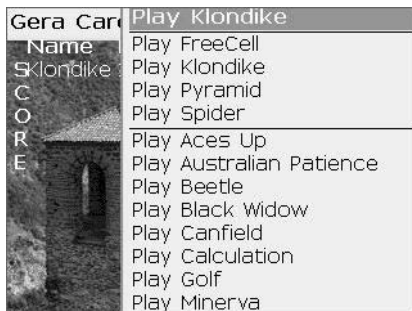 Gera Car
Name
Klondike
S
C
O
R
E
Play Klondike
Play FreeCell
Play Klondike
Play Pyramid
Play Spider
Play Aces Up
Play Australian Patience
Play Beetle
Play Black Widow
Play Canfield
Play Calculation
Play Golf
Play Minerva